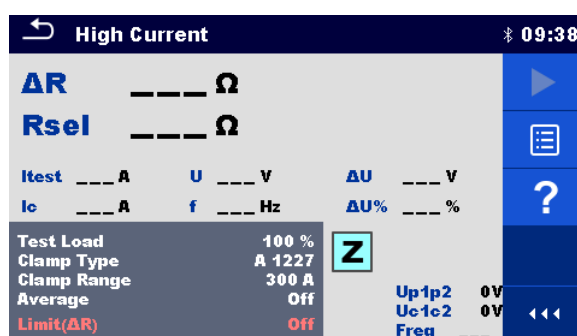 High Current 09:38
ΔR ___ Ω
Rsel ___ Ω
Itest ___ A U ___ V ΔU ___ V
Ic ___ A f ___ Hz ΔU% ___ %
?
Test Load 100 %
Clamp Type A 1227
Clamp Range 300 A
Average Off
Limit(ΔR) Off
Z
Up1p2 0V
Uc1c2 0V
Freq ___